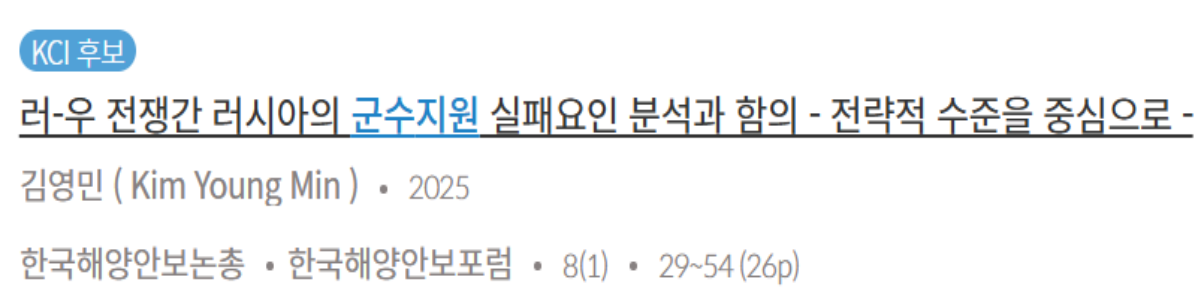 KCI 후보
러-우 전쟁간 러시아의 군수지원 실패요인 분석과 함의 - 전략적 수준을 중심으로 -
김영민 ( Kim Young Min ) • 2025
한국해양안보논총 • 한국해양안보포럼 • 8(1) • 29~54 (26p)